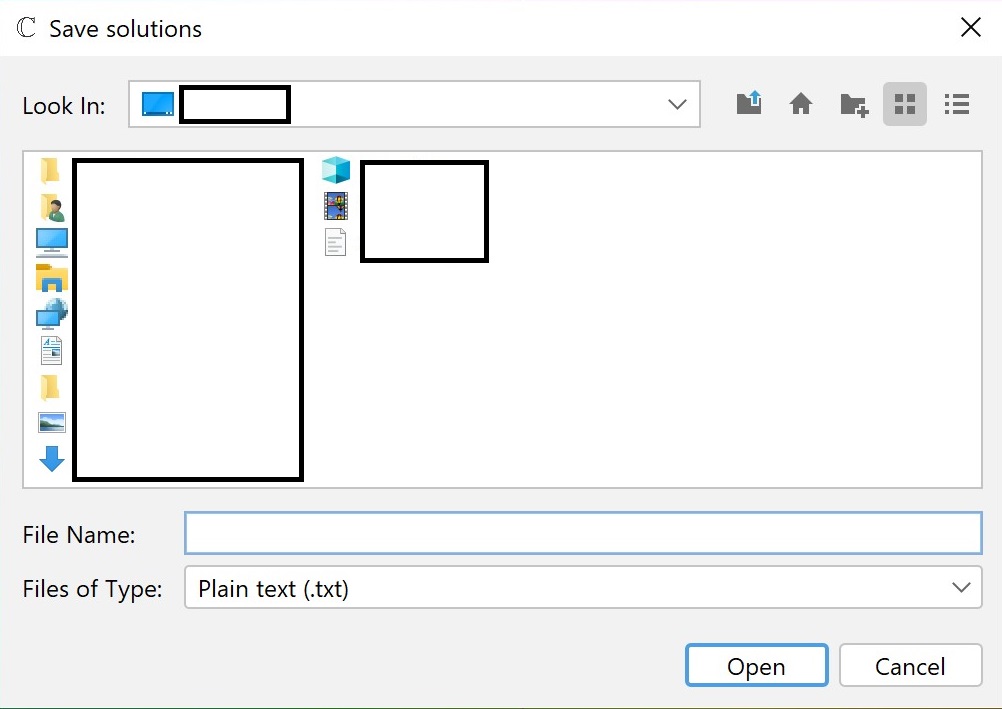 ℂ Save solutions
Look In:
File Name:
Files of Type: Plain text (.txt)
Open Cancel